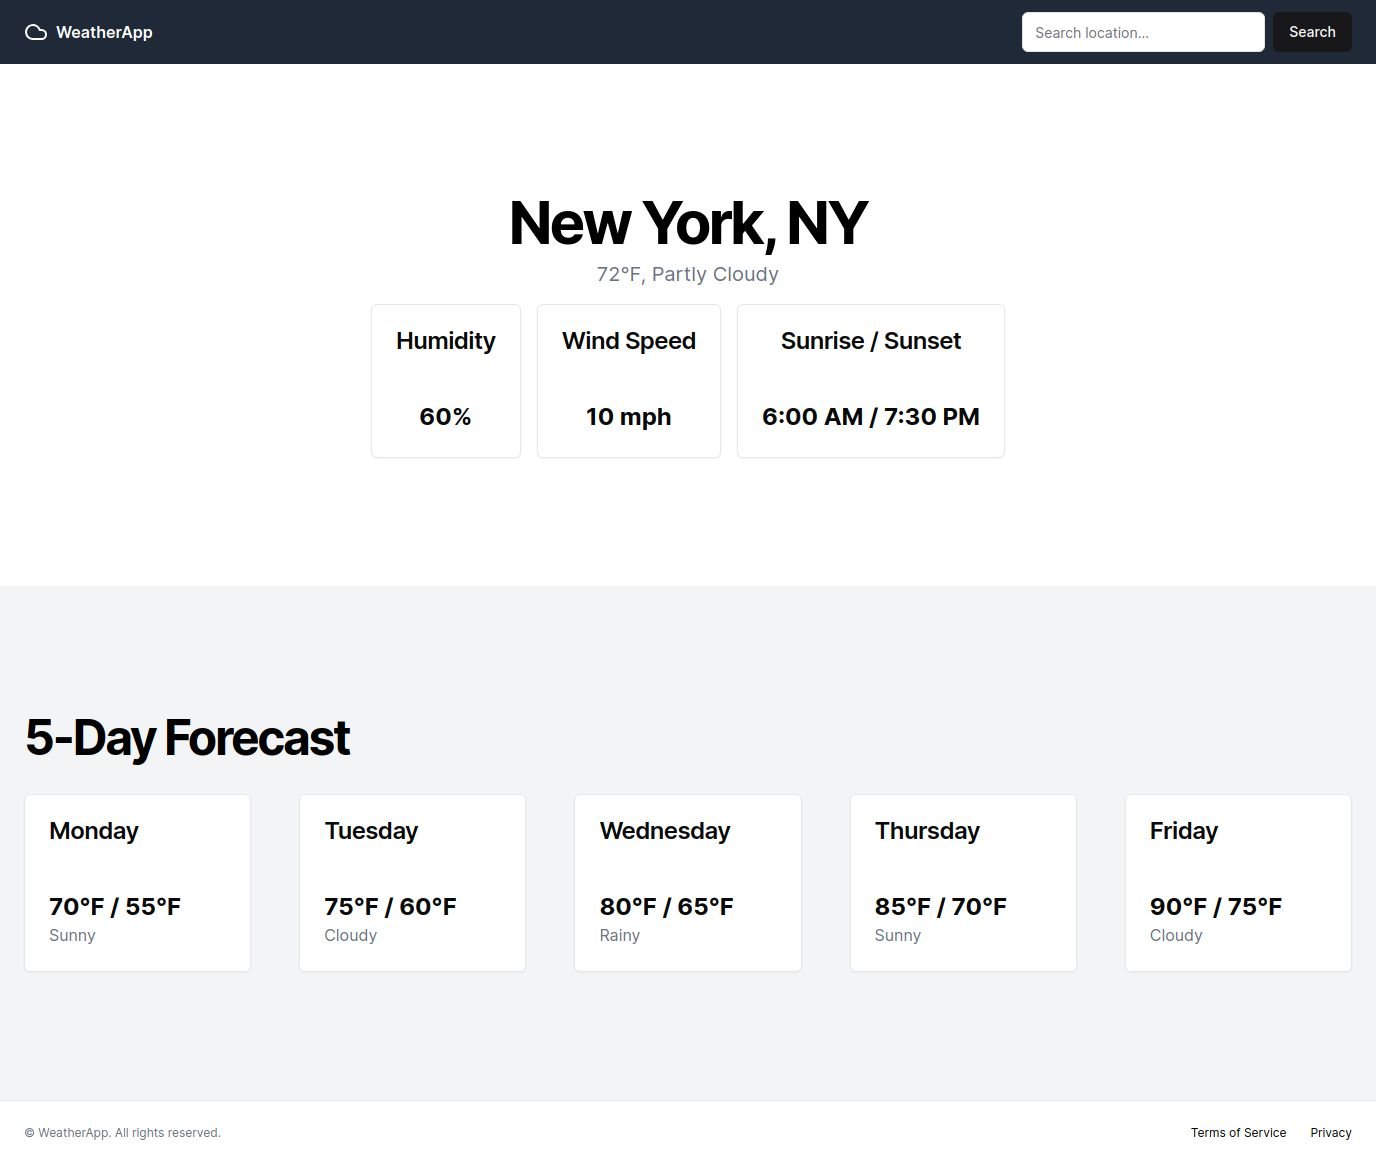 WeatherApp
Search location...
Search
New York, NY
72°F, Partly Cloudy
Humidity
60%
Wind Speed
10 mph
Sunrise / Sunset
6:00 AM / 7:30 PM
5-Day Forecast
Monday
70°F / 55°F
Sunny
Tuesday
75°F / 60°F
Cloudy
Wednesday
80°F / 65°F
Rainy
Thursday
85°F / 70°F
Sunny
Friday
90°F / 75°F
Cloudy
© WeatherApp. All rights reserved.
Terms of Service
Privacy